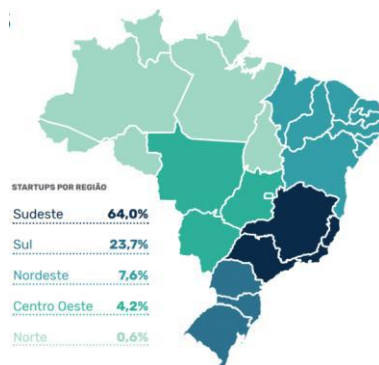 STARTUPS POR REGIÃO
Sudeste 64,0%
Sul 23,7%
Nordeste 7,6%
Centro Oeste 4,2%
Norte 0,6%